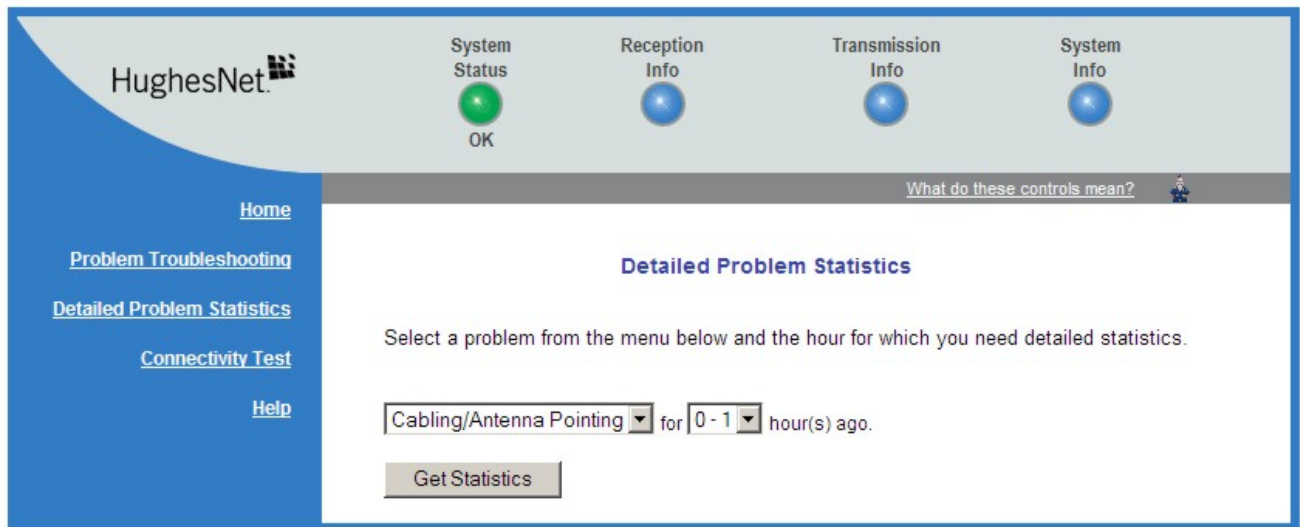 HughesNet.
System Status
OK
Reception Info
Transmission Info
System Info
What do these controls mean?
Home
Problem Troubleshooting
Detailed Problem Statistics
Connectivity Test
Help
Detailed Problem Statistics
Select a problem from the menu below and the hour for which you need detailed statistics.
Cabling/Antenna Pointing for 0 - 1 hour(s) ago.
Get Statistics